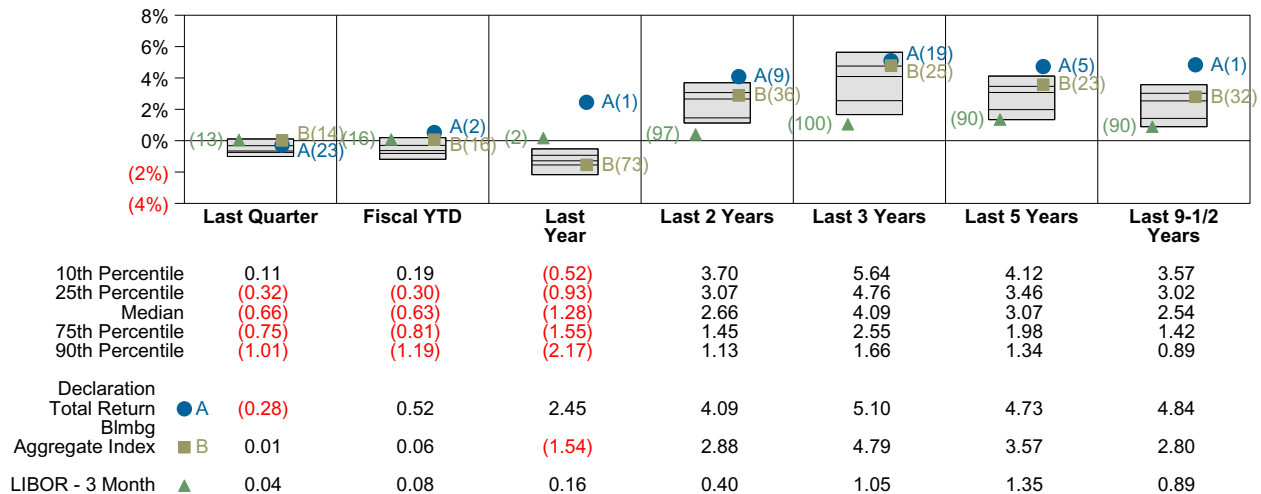 8%
6%
4%
2%
0%
(2%)
(4%)
(13) B(14) A(23)
(16) A(2) B(16)
(2) A(1) B(73)
(97) A(9) B(36)
(100) A(19) B(25)
(90) A(5) B(23)
(90) A(1) B(32)
Last Quarter Fiscal YTD Last Year Last 2 Years Last 3 Years Last 5 Years Last 9-1/2 Years
10th Percentile 0.11 0.19 (0.52) 3.70 5.64 4.12 3.57
25th Percentile (0.32) (0.30) (0.93) 3.07 4.76 3.46 3.02
Median (0.66) (0.63) (1.28) 2.66 4.09 3.07 2.54
75th Percentile (0.75) (0.81) (1.55) 1.45 2.55 1.98 1.42
90th Percentile (1.01) (1.19) (2.17) 1.13 1.66 1.34 0.89
Declaration
Total Return A (0.28) 0.52 2.45 4.09 5.10 4.73 4.84
Blmbg
Aggregate Index B 0.01 0.06 (1.54) 2.88 4.79 3.57 2.80
LIBOR - 3 Month 0.04 0.08 0.16 0.40 1.05 1.35 0.89